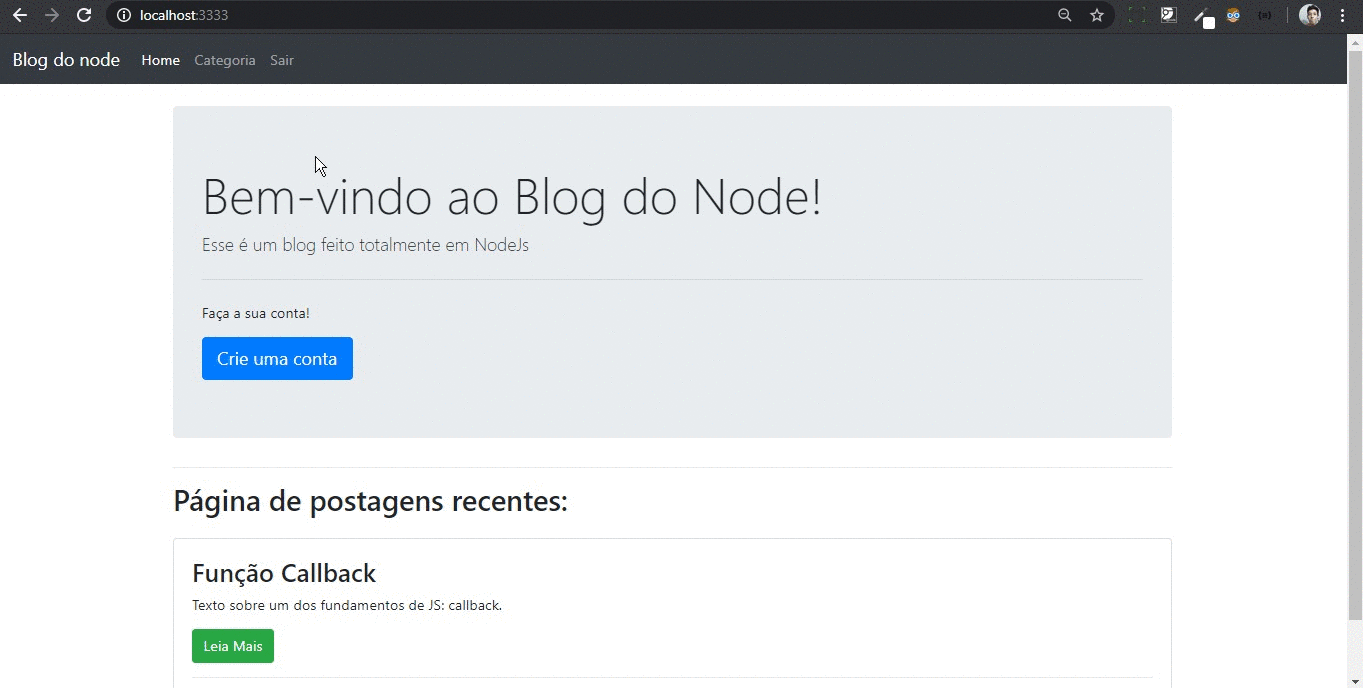 localhost:3333
Blog do node Home Categoria Sair
Bem-vindo ao Blog do Node!
Esse é um blog feito totalmente em NodeJs
Faça a sua conta!
Crie uma conta
Página de postagens recentes:
Função Callback
Texto sobre um dos fundamentos de JS: callback.
Leia Mais